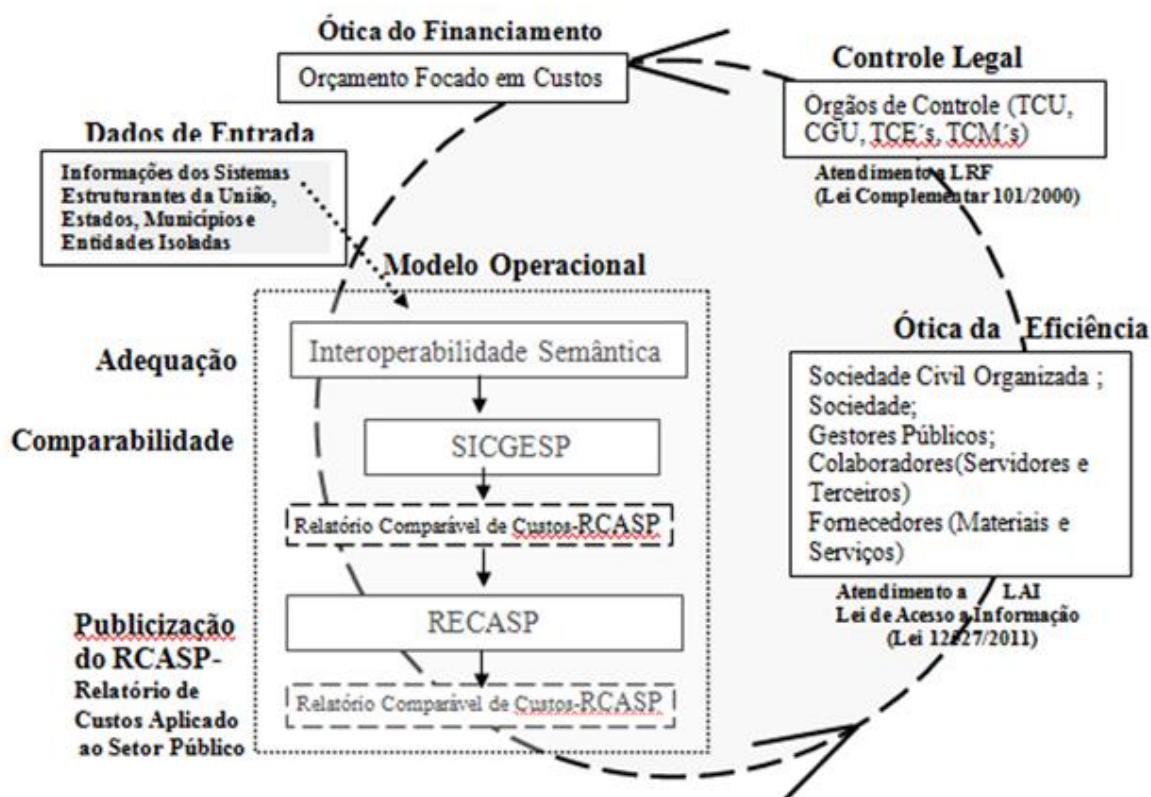 Ótica do Financiamento
Orçamento Focado em Custos
Controle Legal
Órgãos de Controle (TCU,
CGU, TCE´s, TCM´s)
Atendimento a LRF
(Lei Complementar 101/2000)
Dados de Entrada
Informações dos Sistemas
Estruturantes da União,
Estados, Municípios e
Entidades Isoladas
Modelo Operacional
Adequação
Interoperabilidade Semântica
Comparabilidade
SICGESP
Relatório Comparável de Custos-RCASP
RECASP
Relatório Comparável de Custos-RCASP
Publicização
do RCASP-
Relatório de
Custos Aplicado
ao Setor Público
Ótica da Eficiência
Sociedade Civil Organizada ;
Sociedade;
Gestores Públicos;
Colaboradores(Servidores e
Terceiros)
Fornecedores (Materiais e
Serviços)
Atendimento a LAI
Lei de Acesso a Informação
(Lei 12627/2011)